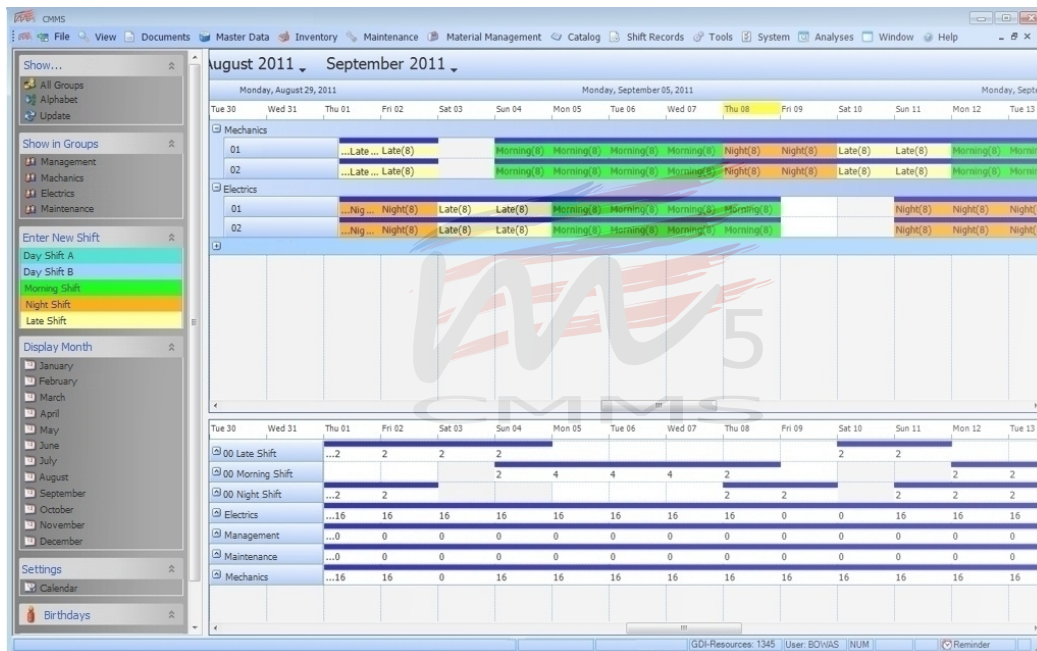 CMMS
File View Documents Master Data Inventory Maintenance Material Management Catalog Shift Records Tools System Analyses Window Help
Show...
All Groups
Alphabet
Update
Show in Groups
Management
Machanics
Electrics
Maintenance
Enter New Shift
Day Shift A
Day Shift B
Morning Shift
Night Shift
Late Shift
Display Month
January
February
March
April
May
June
July
August
September
October
November
December
Settings
Calendar
Birthdays
August 2011 September 2011
Monday, August 29, 2011 Monday, September 05, 2011 Monday, Septe
Tue 30 Wed 31 Thu 01 Fri 02 Sat 03 Sun 04 Mon 05 Tue 06 Wed 07 Thu 08 Fri 09 Sat 10 Sun 11 Mon 12 Tue 13
Mechanics
01 ...Late ... Late(8) Morning(8) Morning(8) Morning(8) Morning(8) Night(8) Night(8) Late(8) Late(8) Morning(8) Mornin
02 ...Late ... Late(8) Morning(8) Morning(8) Morning(8) Morning(8) Night(8) Night(8) Late(8) Late(8) Morning(8) Mornin
Electrics
01 ...Nig ... Night(8) Late(8) Late(8) Morning(8) Morning(8) Morning(8) Morning(8) Night(8) Night(8) Night(
02 ...Nig ... Night(8) Late(8) Late(8) Morning(8) Morning(8) Morning(8) Morning(8) Night(8) Night(8) Night(
m 5
CMMS
Tue 30 Wed 31 Thu 01 Fri 02 Sat 03 Sun 04 Mon 05 Tue 06 Wed 07 Thu 08 Fri 09 Sat 10 Sun 11 Mon 12 Tue 13
00 Late Shift ...2 2 2 2 2 2
00 Morning Shift 2 4 4 4 2 2 2
00 Night Shift ...2 2 2 2 2 2 2
Electrics ...16 16 16 16 16 16 16 16 0 0 16 16 16
Management ...0 0 0 0 0 0 0 0 0 0 0 0 0
Maintenance ...0 0 0 0 0 0 0 0 0 0 0 0 0
Mechanics ...16 16 0 16 16 16 16 16 16 16 16 16 16
GDI-Resources: 1345 User: BOWAS NUM Reminder